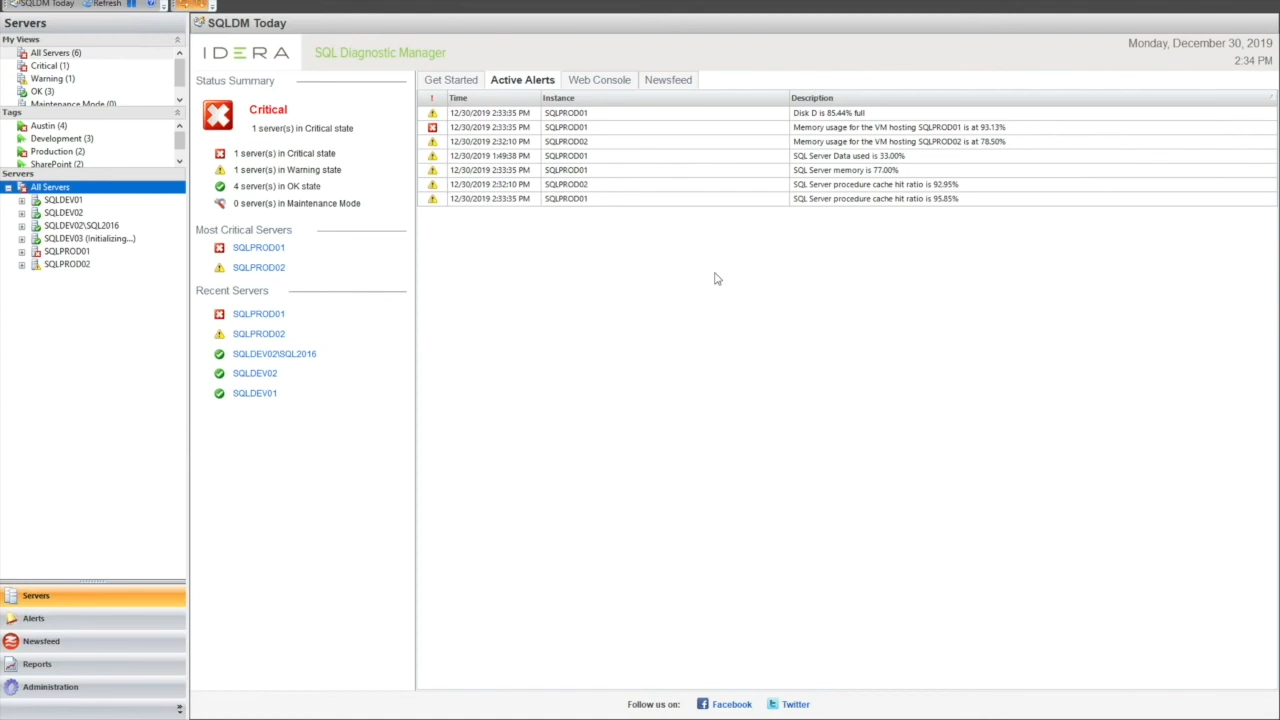 SQLDM Today Refresh
Servers
My Views
All Servers (6)
Critical (1)
Warning (1)
OK (3)
Maintenance Mode (0)
Tags
Austin (4)
Development (3)
Production (2)
SharePoint (2)
Servers
All Servers
SQLDEV01
SQLDEV02
SQLDEV02\SQL2016
SQLDEV03 (Initializing...)
SQLPROD01
SQLPROD02
Servers
Alerts
Newsfeed
Reports
Administration
SQLDM Today
IDERA SQL Diagnostic Manager
Monday, December 30, 2019
2:34 PM
Status Summary
Critical
1 server(s) in Critical state
1 server(s) in Critical state
1 server(s) in Warning state
4 server(s) in OK state
0 server(s) in Maintenance Mode
Most Critical Servers
SQLPROD01
SQLPROD02
Recent Servers
SQLPROD01
SQLPROD02
SQLDEV02\SQL2016
SQLDEV02
SQLDEV01
Get Started Active Alerts Web Console Newsfeed
! Time Instance Description
12/30/2019 2:33:35 PM SQLPROD01 Disk D is 85.44% full
12/30/2019 2:33:35 PM SQLPROD01 Memory usage for the VM hosting SQLPROD01 is at 93.13%
12/30/2019 2:32:10 PM SQLPROD02 Memory usage for the VM hosting SQLPROD02 is at 78.50%
12/30/2019 1:49:38 PM SQLPROD01 SQL Server Data used is 33.00%
12/30/2019 2:33:35 PM SQLPROD01 SQL Server memory is 77.00%
12/30/2019 2:32:10 PM SQLPROD02 SQL Server procedure cache hit ratio is 92.95%
12/30/2019 2:33:35 PM SQLPROD01 SQL Server procedure cache hit ratio is 95.85%
Follow us on: Facebook Twitter